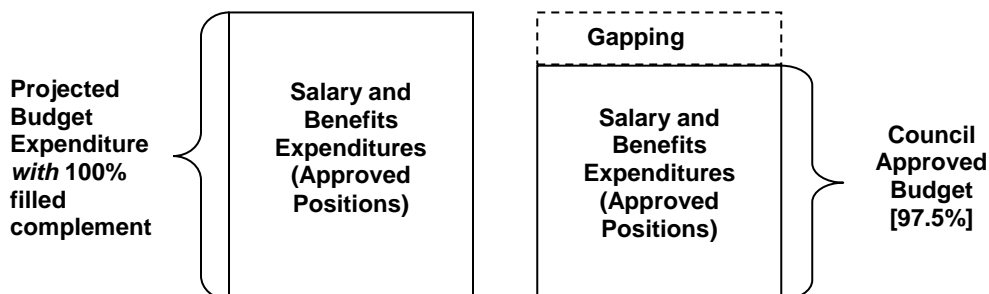 Projected
Budget
Expenditure
with 100%
filled
complement
Salary and
Benefits
Expenditures
(Approved
Positions)
Gapping
Salary and
Benefits
Expenditures
(Approved
Positions)
Council
Approved
Budget
[97.5%]